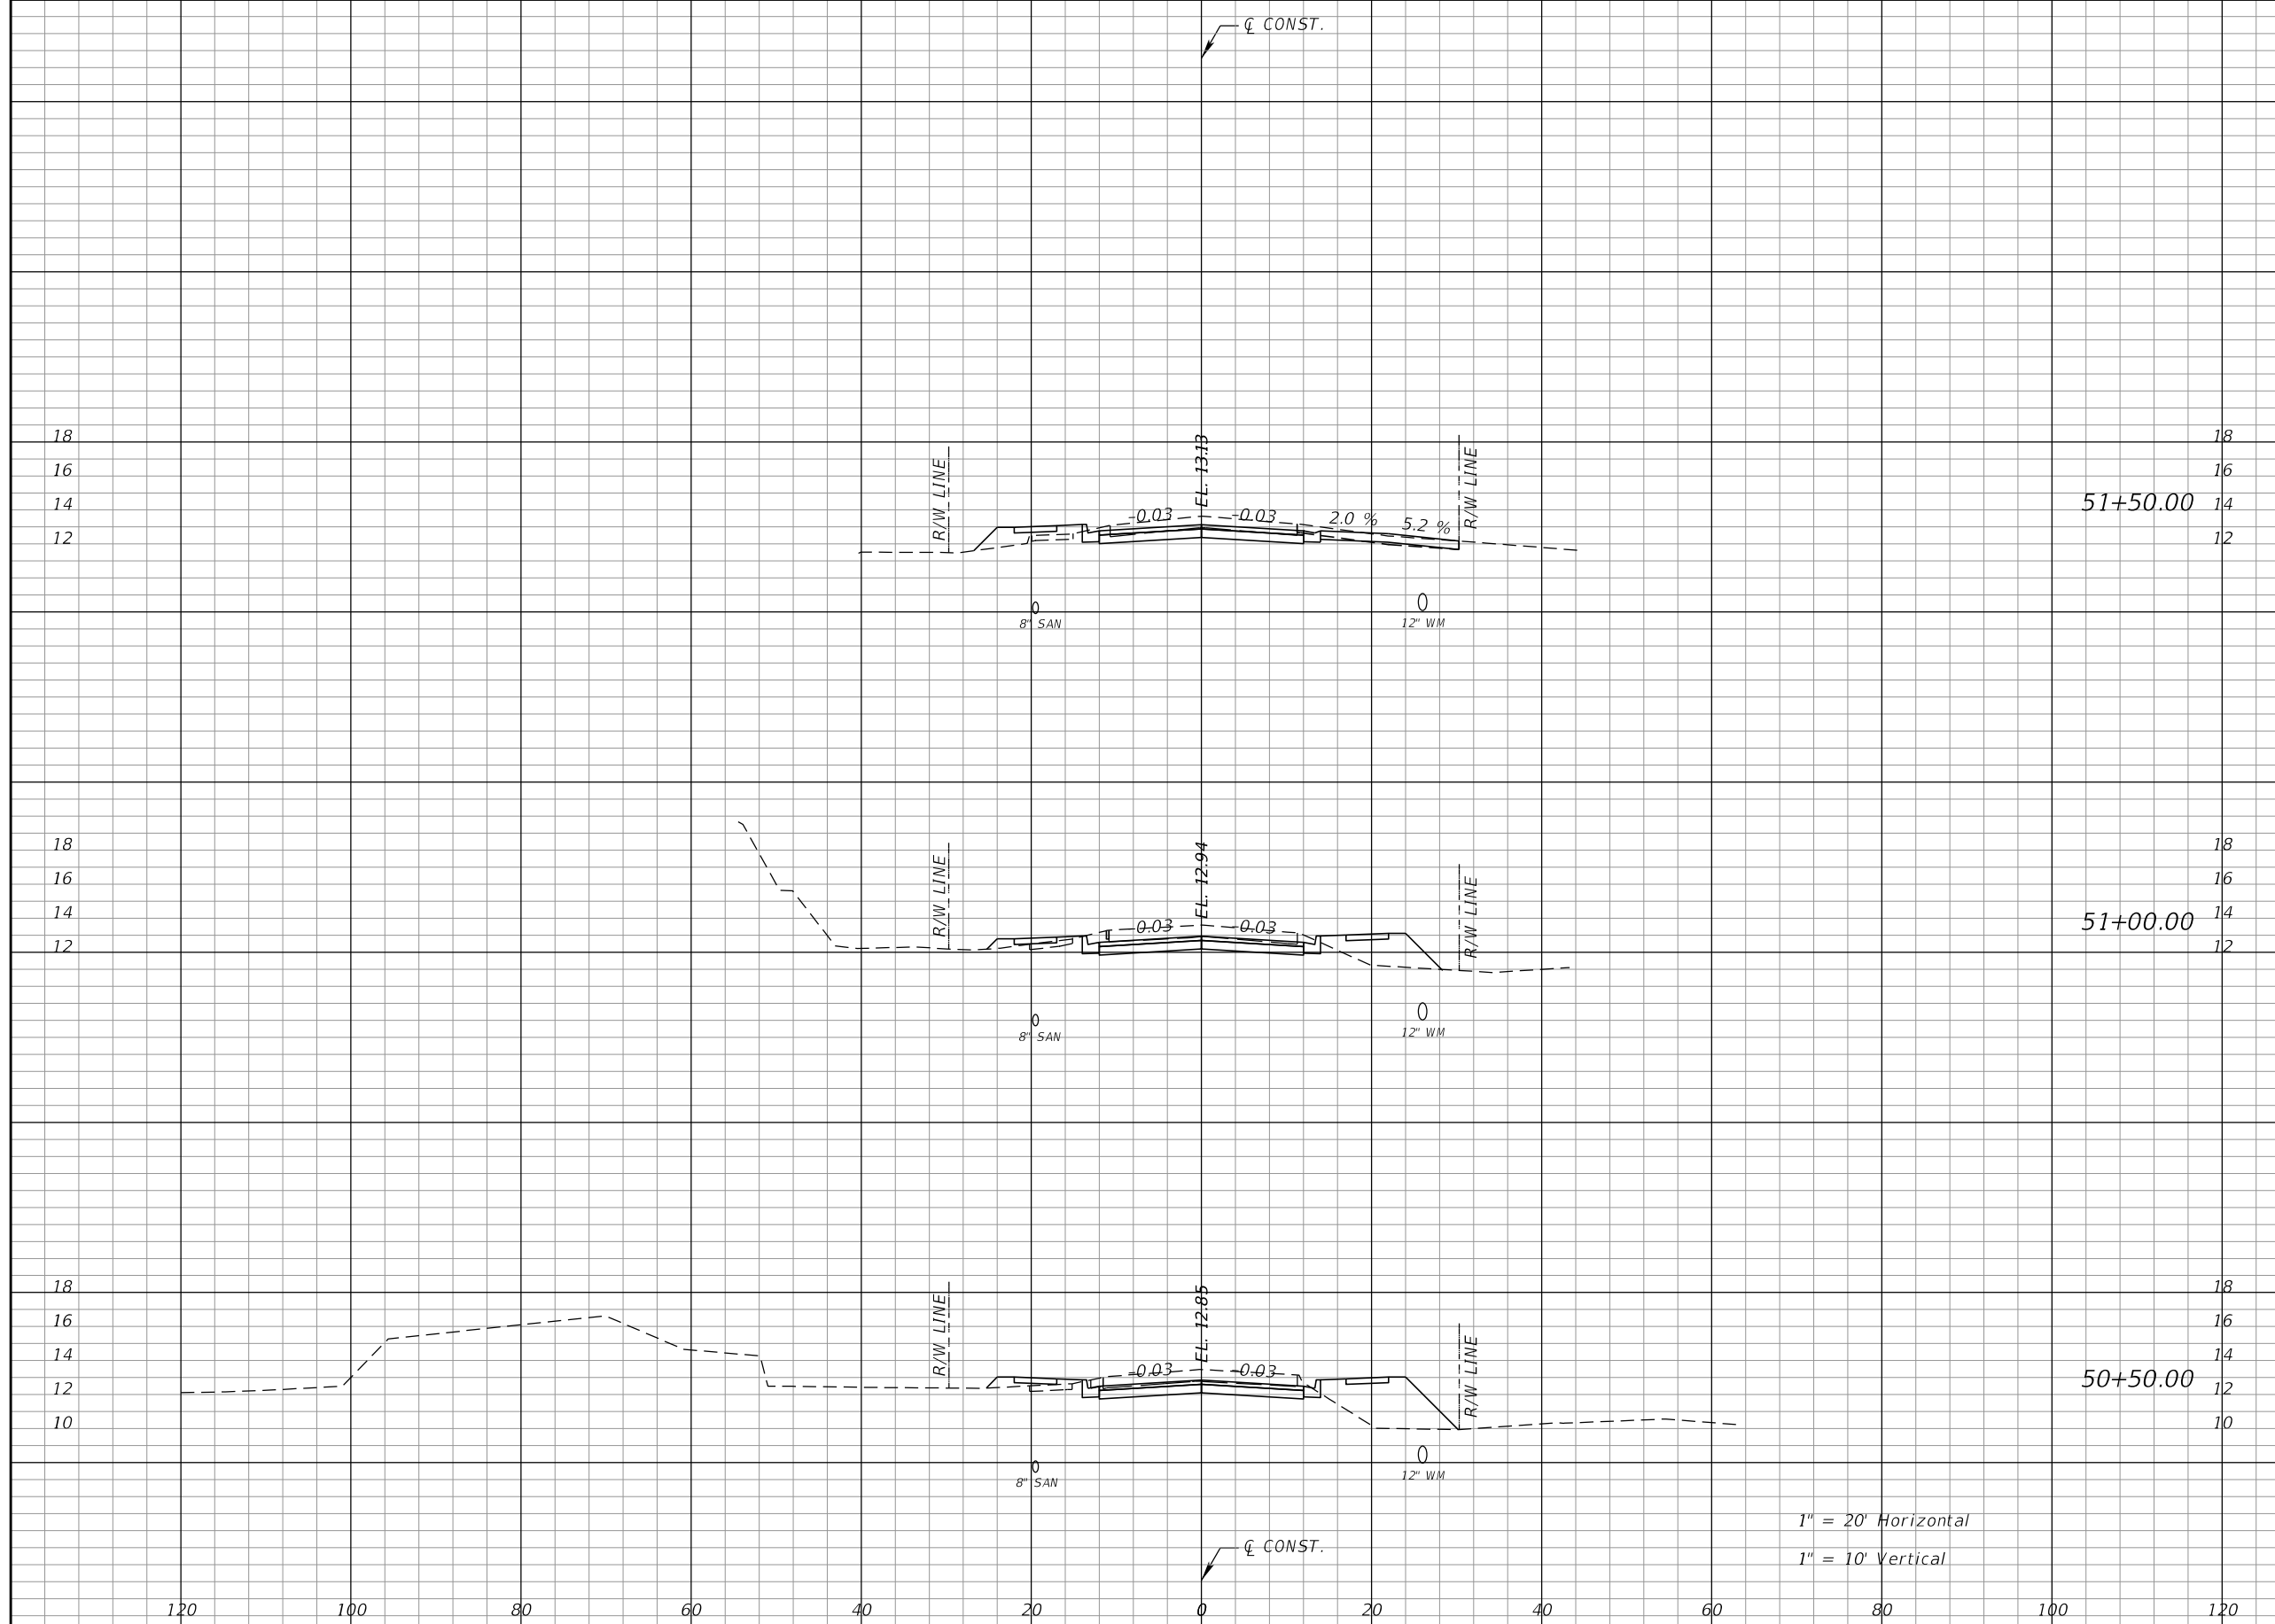 ℄ CONST.
18 EL. 13.13 18
R/W LINE R/W LINE
16 16
14 51+50.00 14
-0.03 -0.03 2.0 % 5.2 %
12 12
8" SAN 12" WM
18 EL. 12.94 18
R/W LINE R/W LINE
16 16
14 51+00.00 14
-0.03 -0.03
12 12
8" SAN 12" WM
18 EL. 12.85 18
R/W LINE R/W LINE
16 16
14 14
-0.03 -0.03 50+50.00
12 12
10 10
8" SAN 12" WM
1" = 20' Horizontal
℄ CONST.
1" = 10' Vertical
120 100 80 60 40 20 0 20 40 60 80 100 120